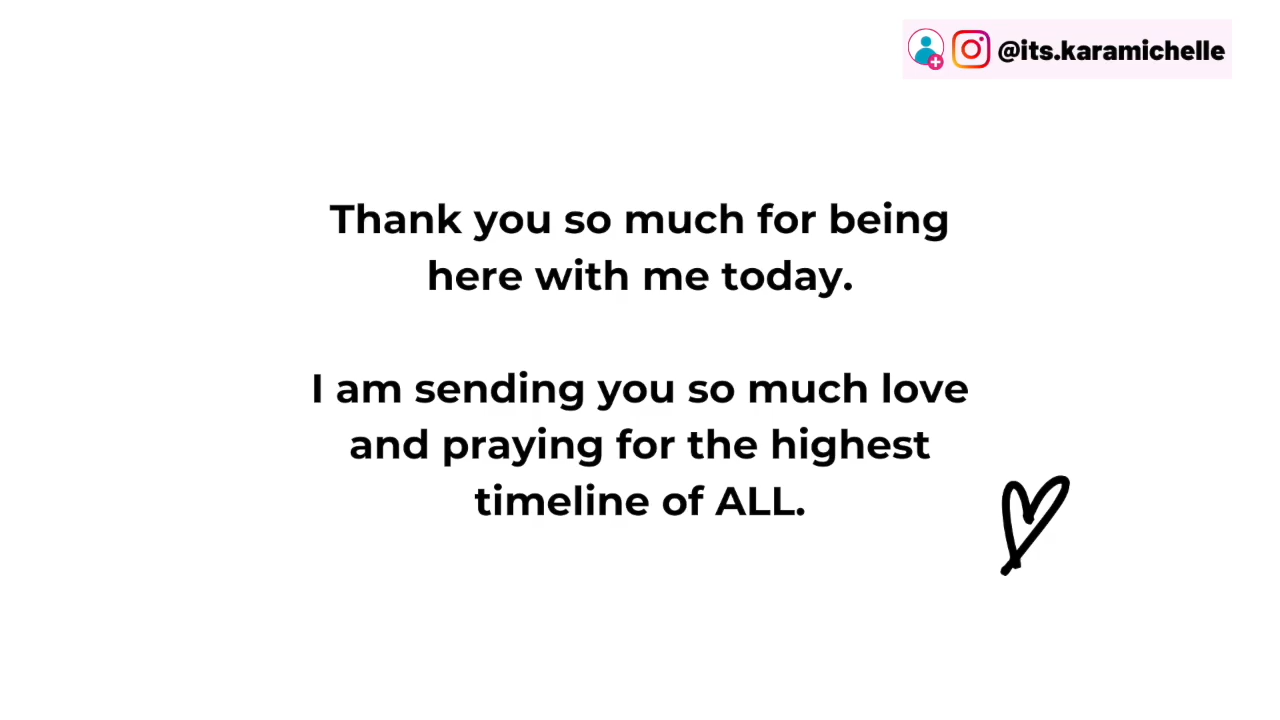 @its.karamichelle
Thank you so much for being
here with me today.
I am sending you so much love
and praying for the highest
timeline of ALL.